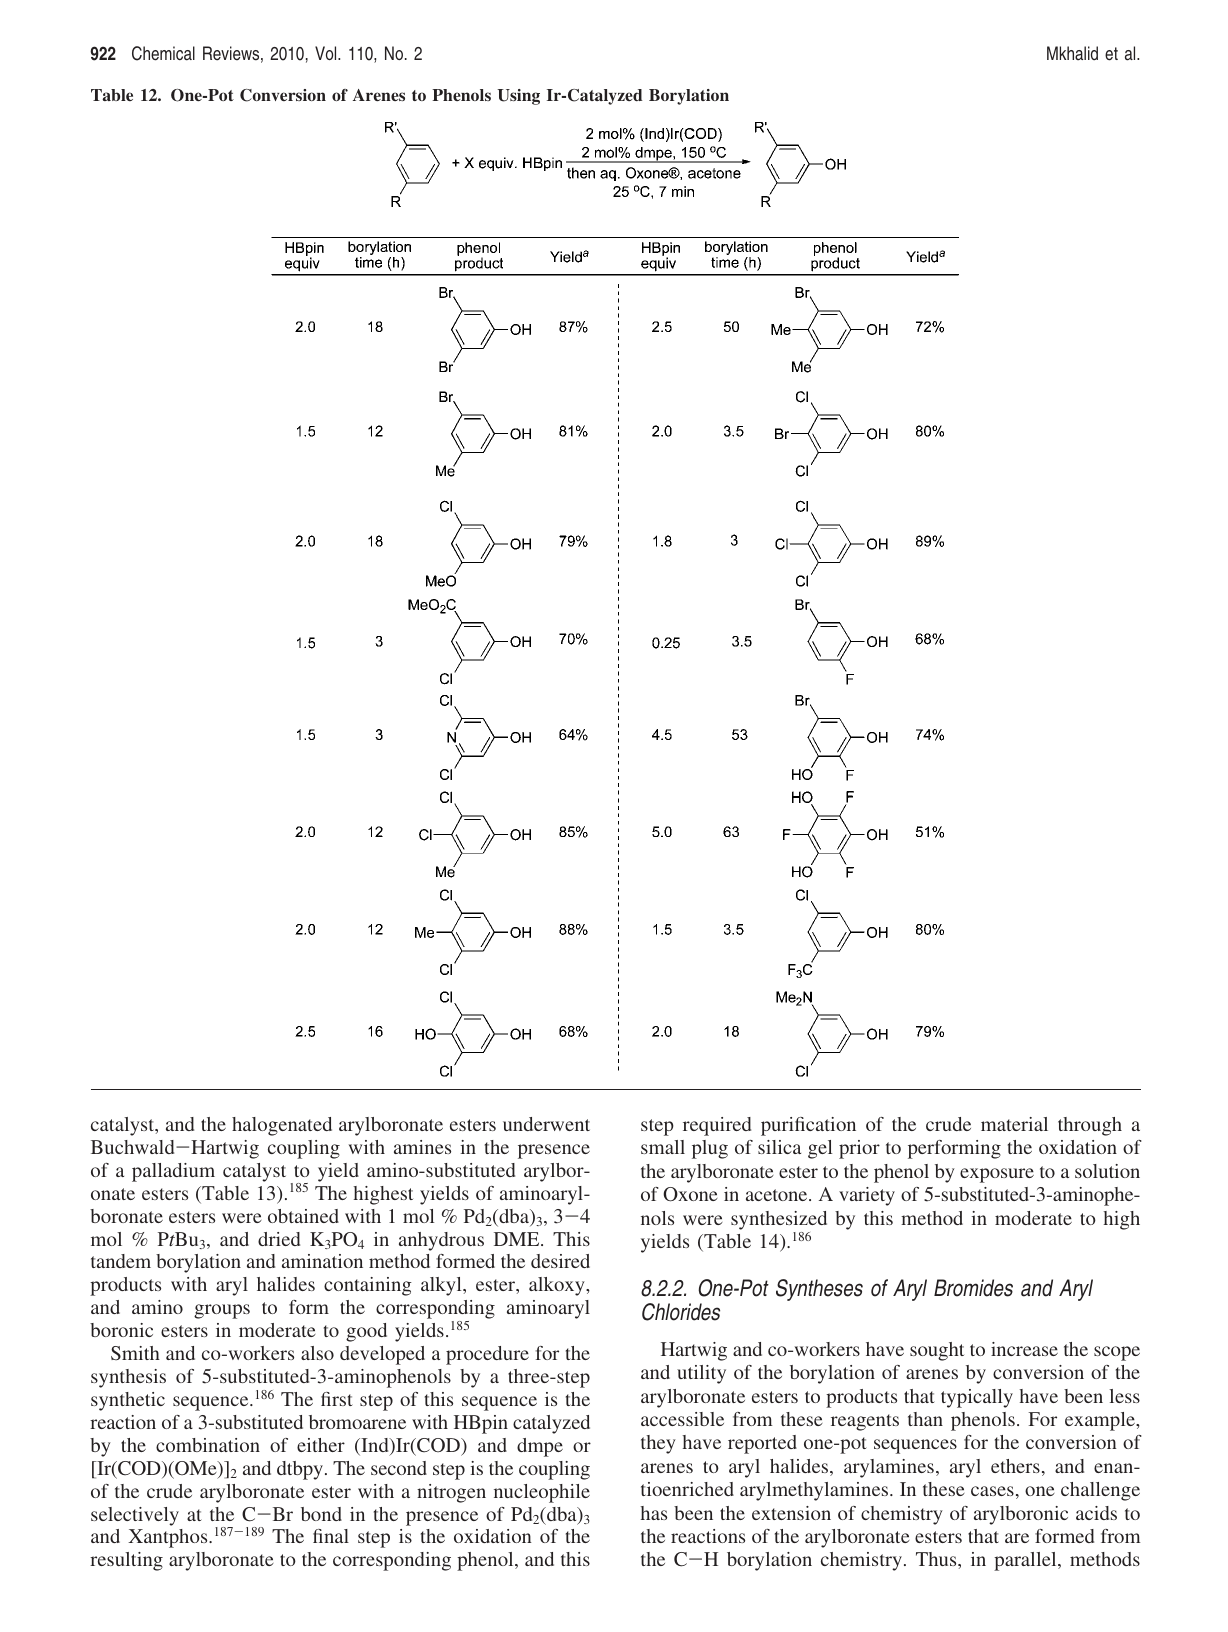 922 Chemical Reviews, 2010, Vol. 110, No. 2 Mkhalid et al.
Table 12. One-Pot Conversion of Arenes to Phenols Using Ir-Catalyzed Borylation
R' R'
2 mol% (Ind)Ir(COD)
2 mol% dmpe, 150 ºC
+ X equiv. HBpin OH
then aq. Oxone®, acetone
25 ºC, 7 min
R R
HBpin borylation phenol HBpin borylation phenol
equiv time (h) product Yieldª equiv time (h) product Yieldª
Br Br
2.0 18 OH 87% 2.5 50 Me OH 72%
Br Me
Br Cl
1.5 12 OH 81% 2.0 3.5 Br OH 80%
Me Cl
Cl Cl
2.0 18 OH 79% 1.8 3 Cl OH 89%
MeO Cl
MeO₂C Br
1.5 3 OH 70% 0.25 3.5 OH 68%
Cl F
Cl Br
1.5 3 N OH 64% 4.5 53 OH 74%
Cl HO F
Cl HO F
2.0 12 Cl OH 85% 5.0 63 F OH 51%
Me HO F
Cl Cl
2.0 12 Me OH 88% 1.5 3.5 OH 80%
Cl F₃C
Cl Me₂N
2.5 16 HO OH 68% 2.0 18 OH 79%
Cl Cl
catalyst, and the halogenated arylboronate esters underwent
Buchwald−Hartwig coupling with amines in the presence
of a palladium catalyst to yield amino-substituted arylbor-
onate esters (Table 13).¹⁸⁵ The highest yields of aminoaryl-
boronate esters were obtained with 1 mol % Pd₂(dba)₃, 3−4
mol % PtBu₃, and dried K₃PO₄ in anhydrous DME. This
tandem borylation and amination method formed the desired
products with aryl halides containing alkyl, ester, alkoxy,
and amino groups to form the corresponding aminoaryl
boronic esters in moderate to good yields.¹⁸⁵
Smith and co-workers also developed a procedure for the
synthesis of 5-substituted-3-aminophenols by a three-step
synthetic sequence.¹⁸⁶ The first step of this sequence is the
reaction of a 3-substituted bromoarene with HBpin catalyzed
by the combination of either (Ind)Ir(COD) and dmpe or
[Ir(COD)(OMe)]₂ and dtbpy. The second step is the coupling
of the crude arylboronate ester with a nitrogen nucleophile
selectively at the C−Br bond in the presence of Pd₂(dba)₃
and Xantphos.¹⁸⁷⁻¹⁸⁹ The final step is the oxidation of the
resulting arylboronate to the corresponding phenol, and this
step required purification of the crude material through a
small plug of silica gel prior to performing the oxidation of
the arylboronate ester to the phenol by exposure to a solution
of Oxone in acetone. A variety of 5-substituted-3-aminophe-
nols were synthesized by this method in moderate to high
yields (Table 14).¹⁸⁶
8.2.2. One-Pot Syntheses of Aryl Bromides and Aryl
Chlorides
Hartwig and co-workers have sought to increase the scope
and utility of the borylation of arenes by conversion of the
arylboronate esters to products that typically have been less
accessible from these reagents than phenols. For example,
they have reported one-pot sequences for the conversion of
arenes to aryl halides, arylamines, aryl ethers, and enan-
tioenriched arylmethylamines. In these cases, one challenge
has been the extension of chemistry of arylboronic acids to
the reactions of the arylboronate esters that are formed from
the C−H borylation chemistry. Thus, in parallel, methods